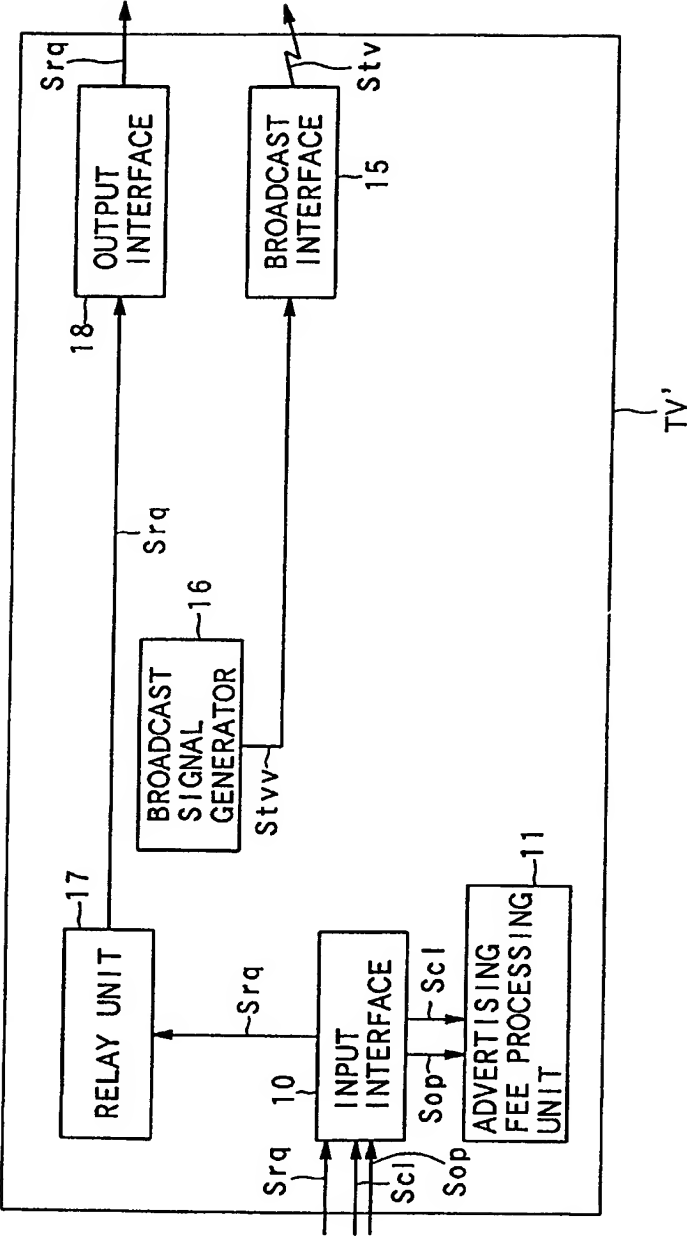 Srq
OUTPUT
INTERFACE
18
Stv
BROADCAST
INTERFACE
15
Srq
16
BROADCAST
SIGNAL
GENERATOR
Stvv
TV'
17
RELAY UNIT
Srq
10
INPUT
INTERFACE
Srq
Scl
Sop
Sop
Scl
11
ADVERTISING
FEE PROCESSING
UNIT